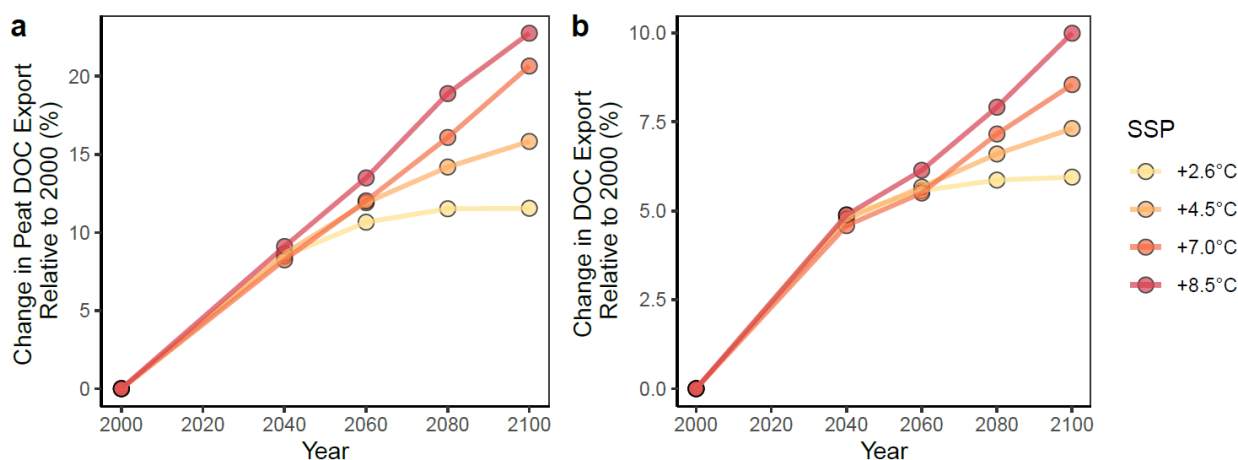 a
Change in Peat DOC Export
Relative to 2000 (%)
20
15
10
5
0
2000 2020 2040 2060 2080 2100
Year
b
Change in DOC Export
Relative to 2000 (%)
10.0
7.5
5.0
2.5
0.0
2000 2020 2040 2060 2080 2100
Year
SSP
+2.6°C
+4.5°C
+7.0°C
+8.5°C